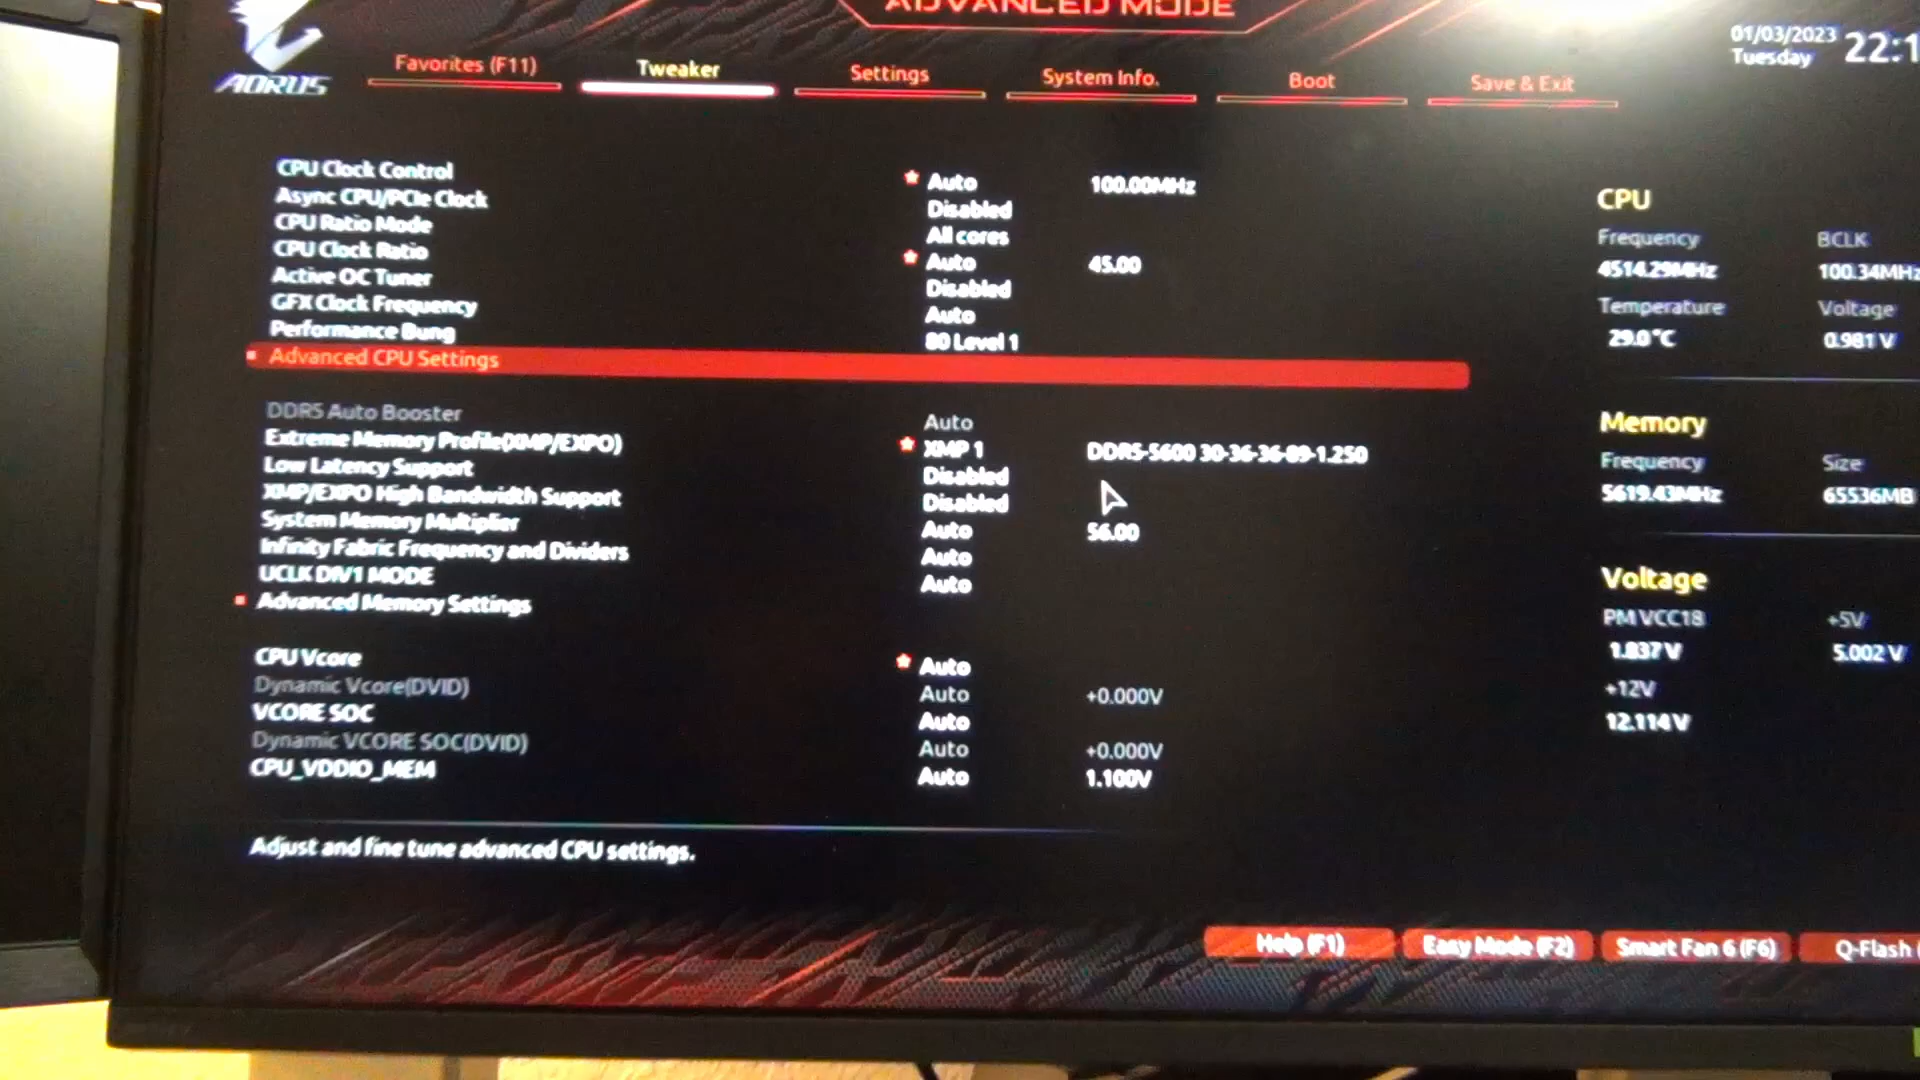 ADVANCED MODE
AORUS
Favorites (F11)
Tweaker
Settings
System Info.
Boot
Save & Exit
01/03/2023
Tuesday
CPU Clock Control Auto 100.00MHz
Async CPU/PCIe Clock Disabled
CPU Ratio Mode All cores
CPU Clock Ratio Auto 45.00
Active OC Tuner Disabled
GFX Clock Frequency Auto
Performance Bung 80 Level 1
Advanced CPU Settings
DDR5 Auto Booster Auto
Extreme Memory Profile(XMP/EXPO) XMP 1 DDR5-5600 30-36-36-89-1.250
Low Latency Support Disabled
XMP/EXPO High Bandwidth Support Disabled
System Memory Multiplier Auto 56.00
Infinity Fabric Frequency and Dividers Auto
UCLK DIV1 MODE Auto
Advanced Memory Settings
CPU Vcore Auto
Dynamic Vcore(DVID) Auto +0.000V
VCORE SOC Auto
Dynamic VCORE SOC(DVID) Auto +0.000V
CPU_VDDIO_MEM Auto 1.100V
Adjust and fine tune advanced CPU settings.
CPU
Frequency BCLK
4514.29MHz 100.34MHz
Temperature Voltage
29.0°C 0.981 V
Memory
Frequency Size
5619.43MHz 65536MB
Voltage
PM VCC18 +5V
1.837 V 5.002 V
+12V
12.114 V
Help (F1)
Easy Mode (F2)
Smart Fan 6 (F6)
Q-Flash